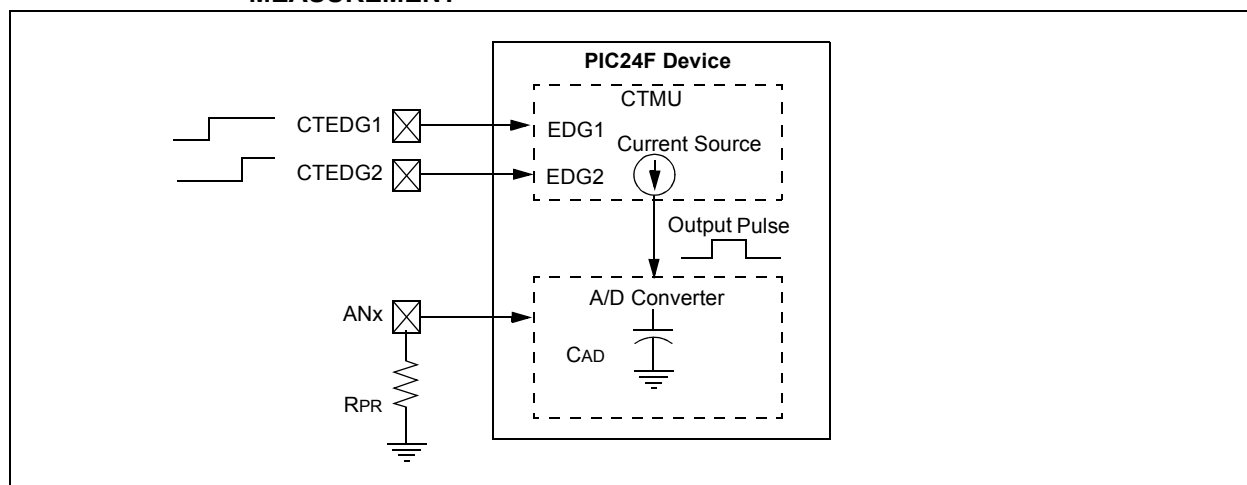 MEASUREMENT
PIC24F Device
CTMU
CTEDG1
EDG1
Current Source
CTEDG2
EDG2
Output Pulse
A/D Converter
ANx
CAD
RPR